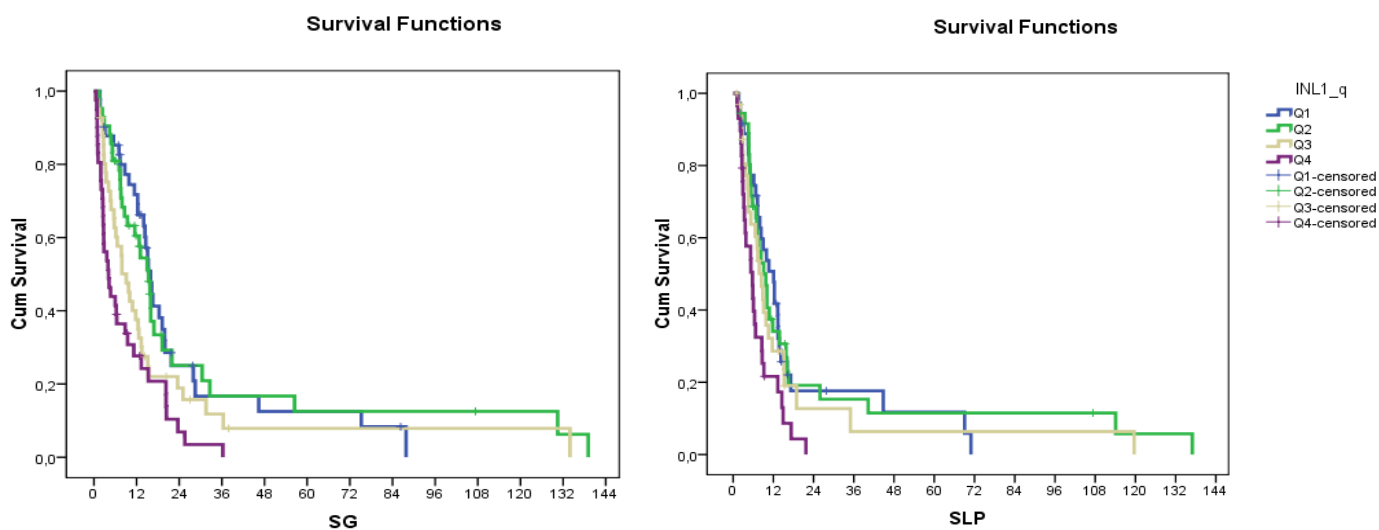 Survival Functions
1,0
0,8
0,6
0,4
0,2
0,0
Cum Survival
0 12 24 36 48 60 72 84 96 108 120 132 144
SG
Survival Functions
1,0
0,8
0,6
0,4
0,2
0,0
Cum Survival
0 12 24 36 48 60 72 84 96 108 120 132 144
SLP
INL1_q
Q1
Q2
Q3
Q4
Q1-censored
Q2-censored
Q3-censored
Q4-censored